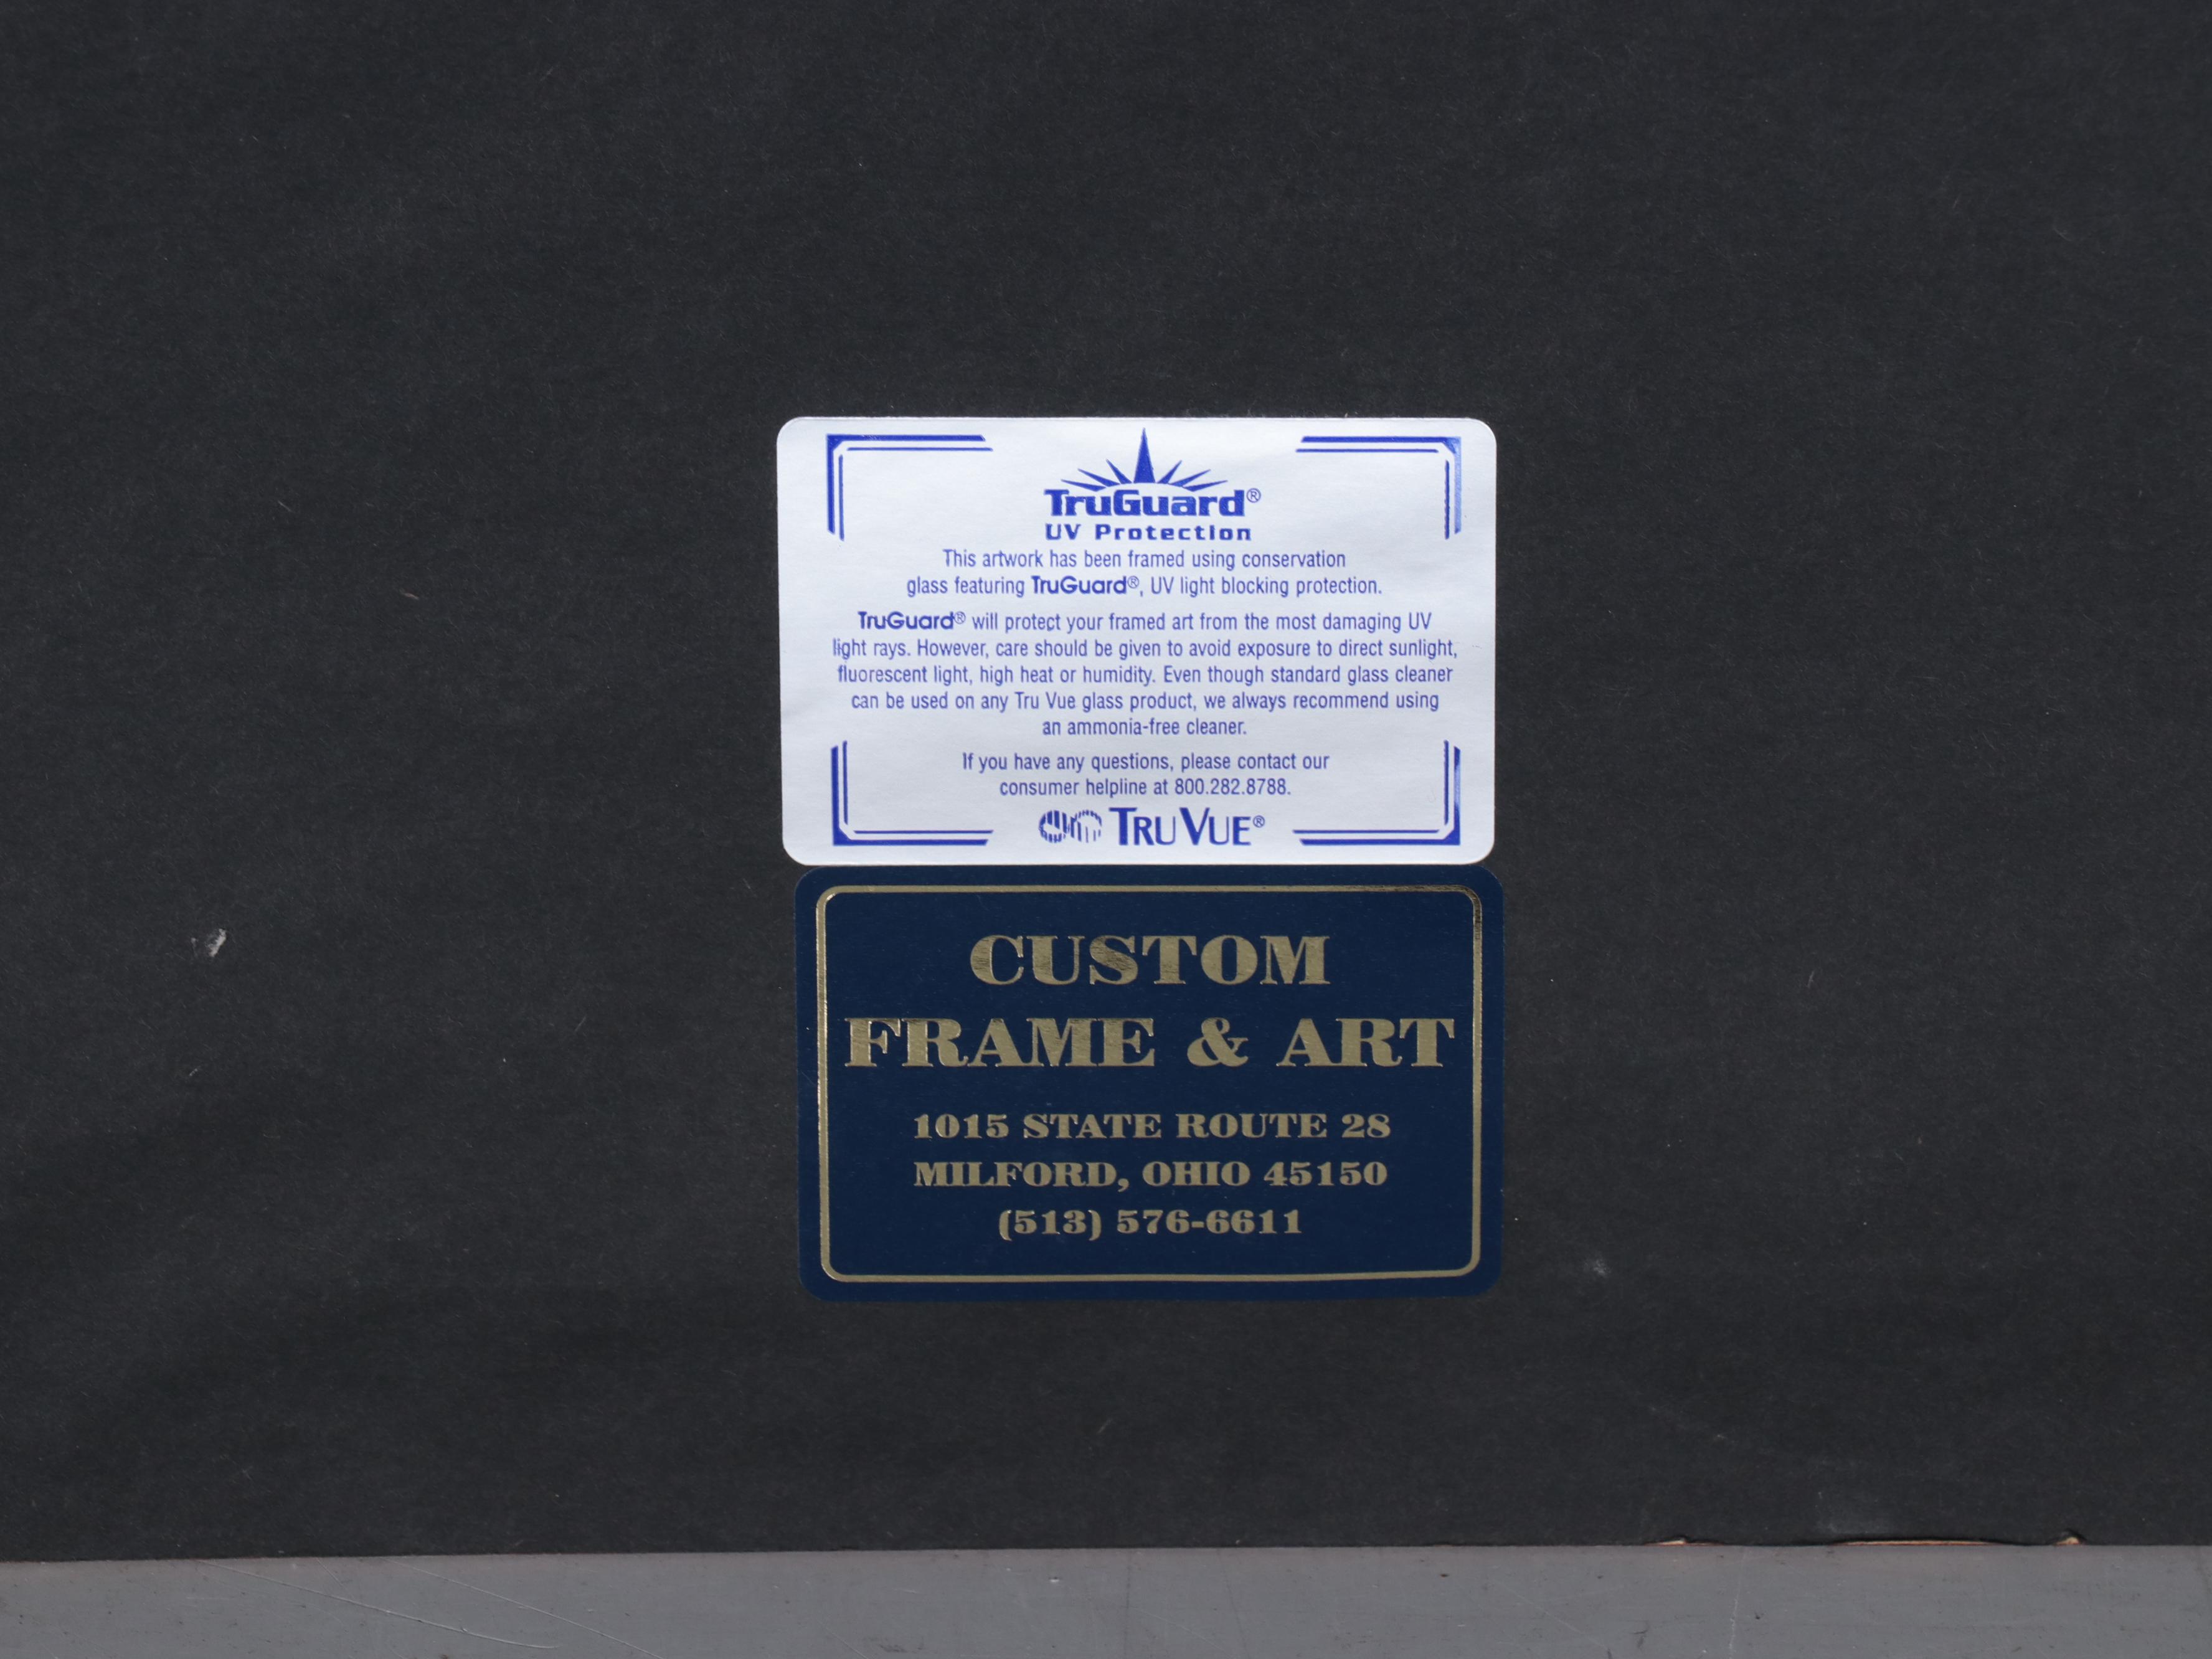 TruGuard®
UV Protection
This artwork has been framed using conservation
glass featuring TruGuard®, UV light blocking protection.
TruGuard® will protect your framed art from the most damaging UV
light rays. However, care should be given to avoid exposure to direct sunlight,
fluorescent light, high heat or humidity. Even though standard glass cleaner
can be used on any Tru Vue glass product, we always recommend using
an ammonia-free cleaner.
If you have any questions, please contact our
consumer helpline at 800.282.8788.
TRU VUE®
CUSTOM
FRAME & ART
1015 STATE ROUTE 28
MILFORD, OHIO 45150
(513) 576-6611